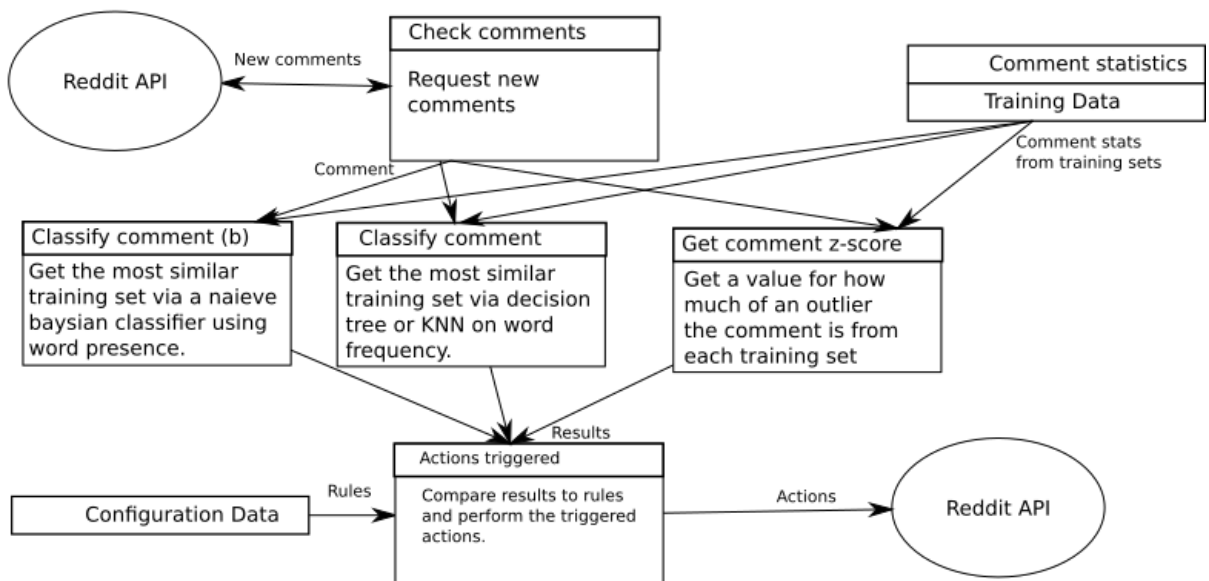 Check comments
Reddit API
New comments
Request new
comments
Comment statistics
Training Data
Comment
Comment stats
from training sets
Classify comment (b)
Get the most similar
training set via a naieve
baysian classifier using
word presence.
Classify comment
Get the most similar
training set via decision
tree or KNN on word
frequency.
Get comment z-score
Get a value for how
much of an outlier
the comment is from
each training set
Results
Actions triggered
Compare results to rules
and perform the triggered
actions.
Rules
Configuration Data
Actions
Reddit API